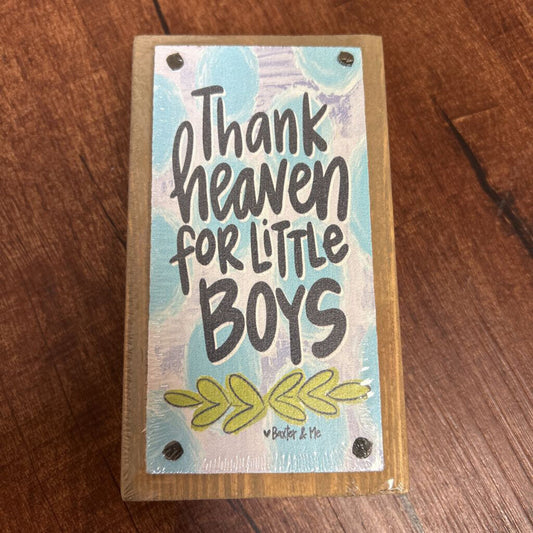 Thank
heaven
FOR LiTTLE
BOYS
♥Baxter & Me